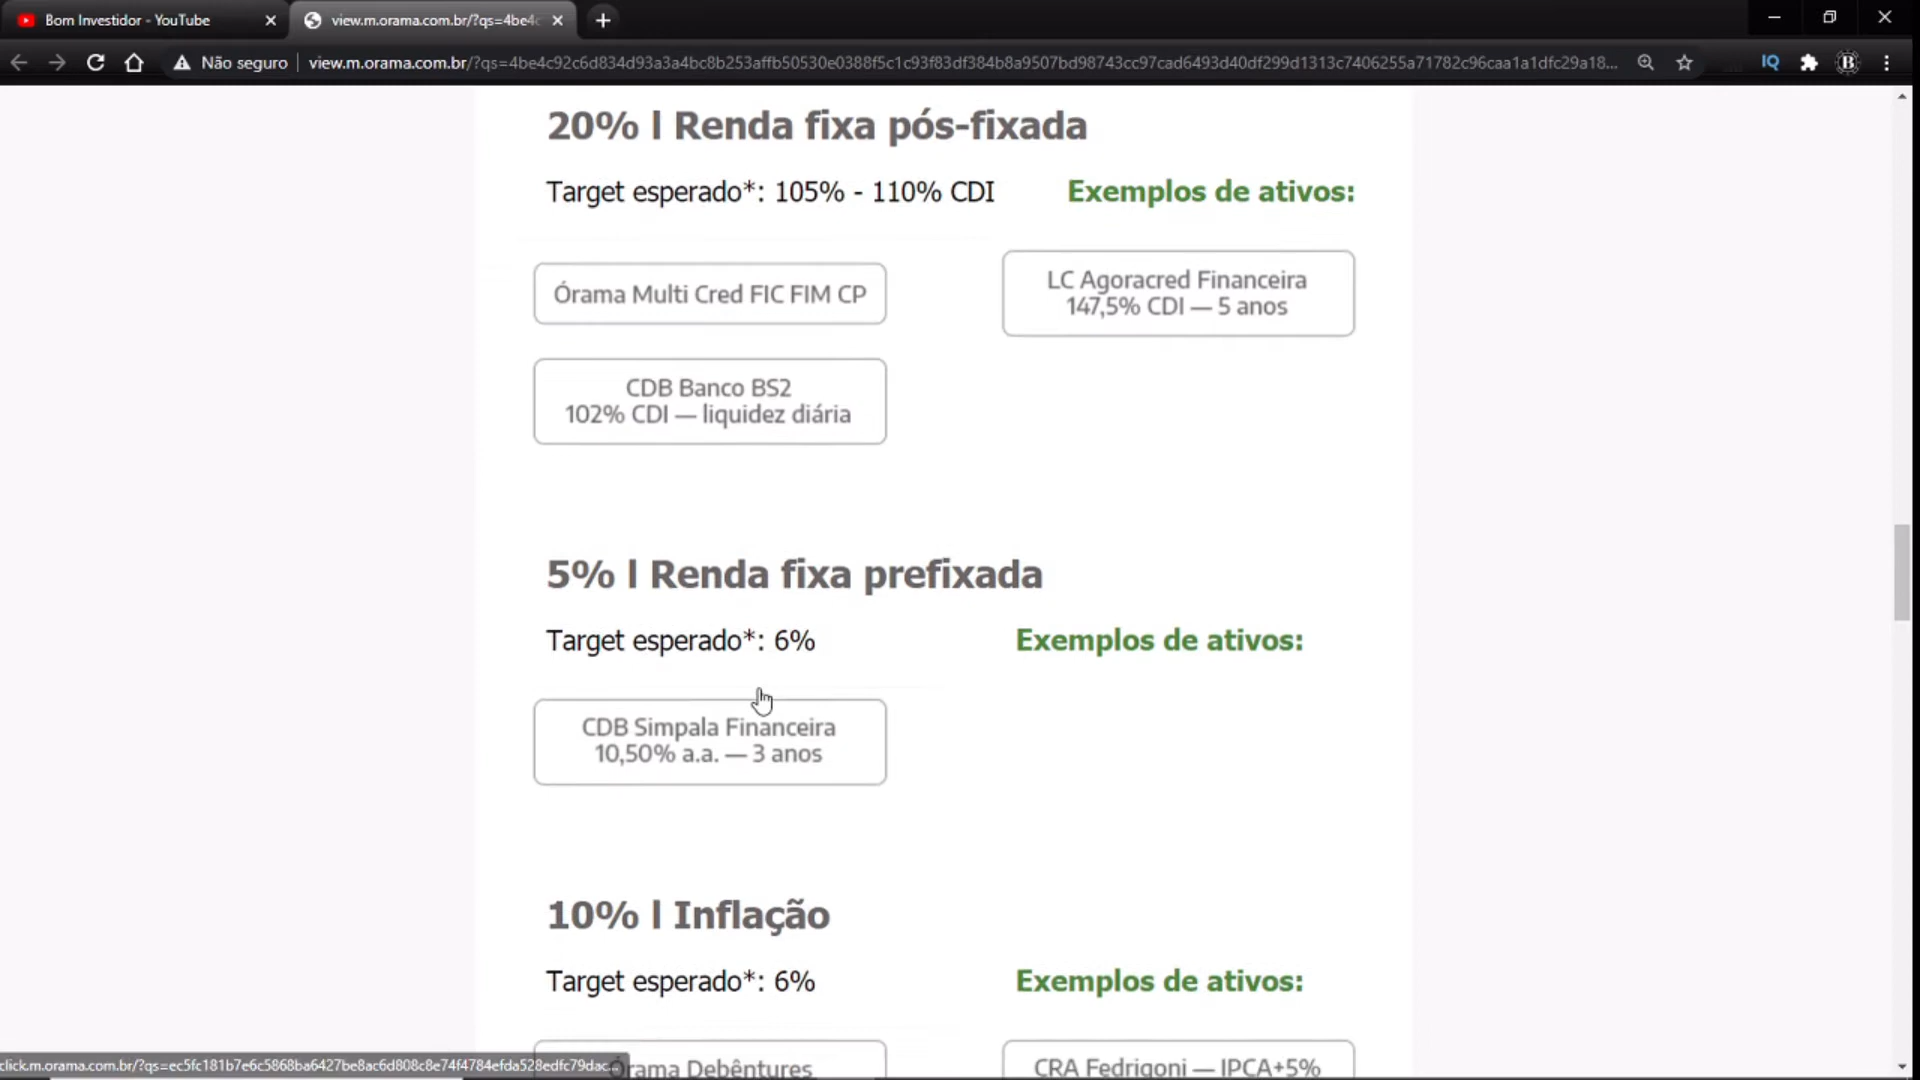 Bom Investidor - YouTube
view.m.orama.com.br/?qs=4be4c
Não seguro
view.m.orama.com.br/?qs=4be4c92c6d834d93a3a4bc8b253affb50530e0388f5c1c93f83df384b8a9507bd98743cc97cad6493d40df299d1313c7406255a71782c96caa1a1dfc29a18...
IQ
B
20% l Renda fixa pós-fixada
Target esperado*: 105% - 110% CDI
Exemplos de ativos:
Órama Multi Cred FIC FIM CP
LC Agoracred Financeira
147,5% CDI — 5 anos
CDB Banco BS2
102% CDI — liquidez diária
5% l Renda fixa prefixada
Target esperado*: 6%
Exemplos de ativos:
CDB Simpala Financeira
10,50% a.a. — 3 anos
10% l Inflação
Target esperado*: 6%
Exemplos de ativos:
Órama Debêntures
CRA Fedrigoni — IPCA+5%
click.m.orama.com.br/?qs=ec5fc181b7e6c5868ba6427be8ac6d808c8e74f4784efda528edfc79dac...